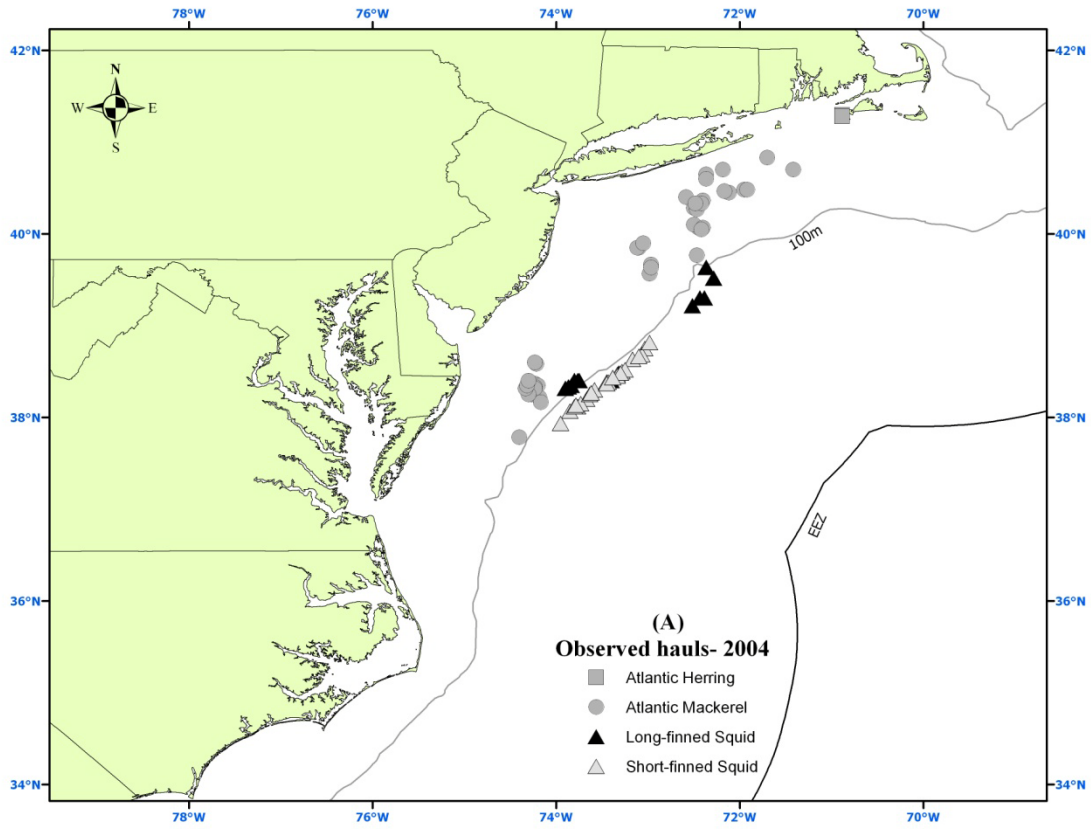 78°W 76°W 74°W 72°W 70°W
42°N 42°N
N
W E
S
100m
40°N 40°N
38°N 38°N
EEZ
36°N 36°N
(A)
Observed hauls- 2004
Atlantic Herring
Atlantic Mackerel
Long-finned Squid
Short-finned Squid
34°N 34°N
78°W 76°W 74°W 72°W 70°W